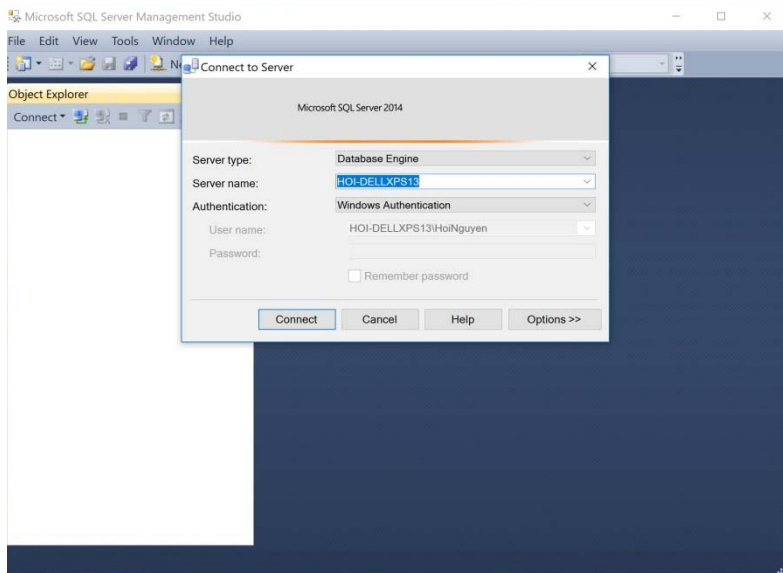 Microsoft SQL Server Management Studio
File Edit View Tools Window Help
Connect to Server
Object Explorer
Connect
Microsoft SQL Server 2014
Server type: Database Engine
Server name: HOI-DELLXPS13
Authentication: Windows Authentication
User name: HOI-DELLXPS13\HoiNguyen
Password:
Remember password
Connect Cancel Help Options >>